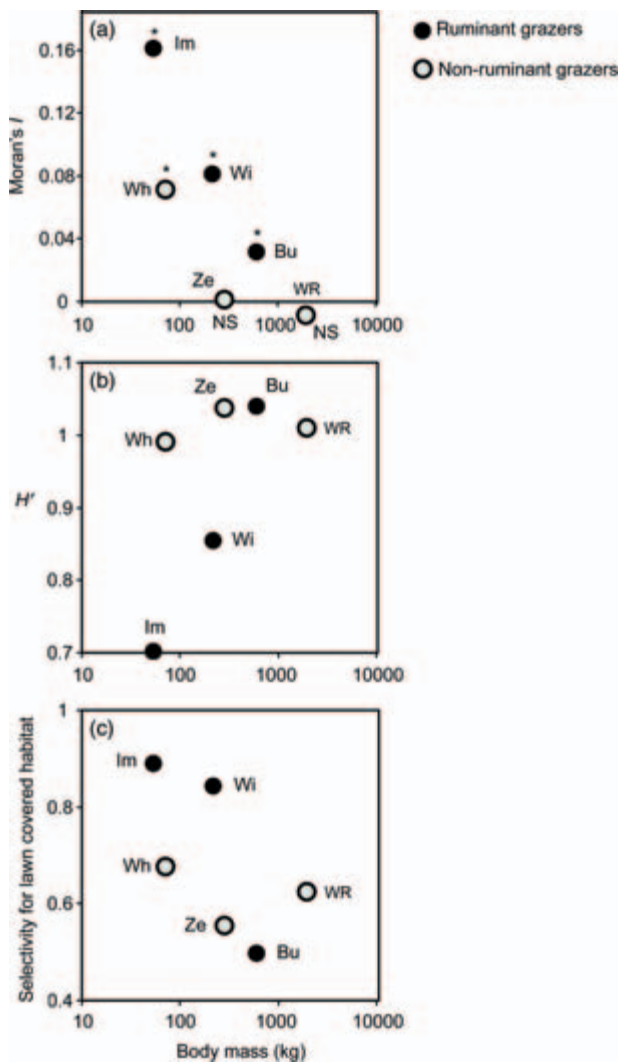 (a)
Ruminant grazers
Non-ruminant grazers
0.16
0.12
0.08
0.04
0
Moran's I
* Im
* Wh
* Wi
* Bu
Ze
NS
WR
NS
10 100 1000 10000
(b)
1.1
1
0.9
0.8
0.7
H'
Ze
Bu
Wh
WR
Wi
Im
10 100 1000 10000
(c)
1
0.8
0.6
0.4
Selectivity for lawn covered habitat
Im
Wi
Wh
WR
Ze
Bu
10 100 1000 10000
Body mass (kg)